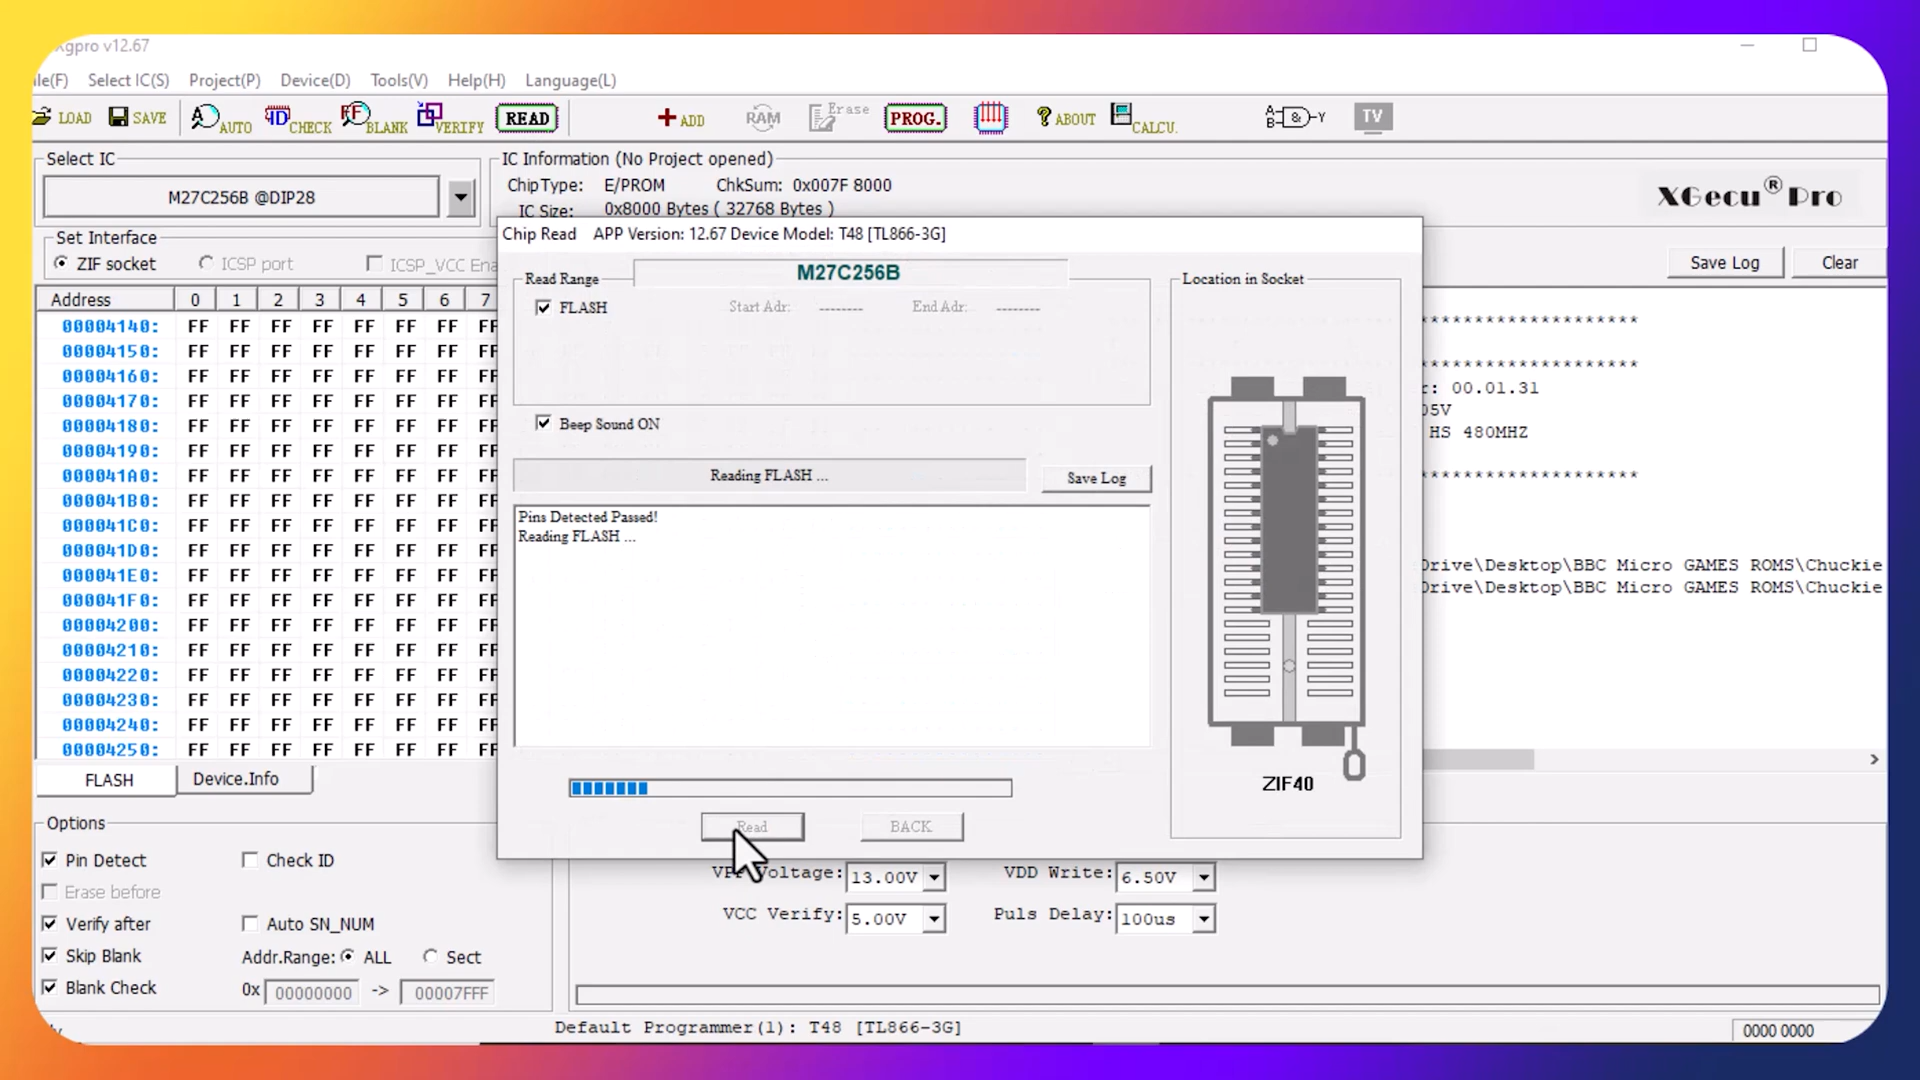 Xgpro v12.67
ile(F) Select IC(S) Project(P) Device(D) Tools(V) Help(H) Language(L)
LOAD SAVE AUTO ID CHECK FF BLANK VERIFY READ + ADD RAM Erase PROG. ? ABOUT CALCU. A B & Y TV
Select IC
M27C256B @DIP28
IC Information (No Project opened)
ChipType: E/PROM ChkSum: 0x007F 8000
IC Size: 0x8000 Bytes ( 32768 Bytes )
XGecu® Pro
Set Interface
ZIF socket ICSP port ICSP_VCC Ena
Save Log Clear
Address 0 1 2 3 4 5 6 7
00004140: FF FF FF FF FF FF FF FF
00004150: FF FF FF FF FF FF FF FF
00004160: FF FF FF FF FF FF FF FF
00004170: FF FF FF FF FF FF FF FF
00004180: FF FF FF FF FF FF FF FF
00004190: FF FF FF FF FF FF FF FF
000041A0: FF FF FF FF FF FF FF FF
000041B0: FF FF FF FF FF FF FF FF
000041C0: FF FF FF FF FF FF FF FF
000041D0: FF FF FF FF FF FF FF FF
000041E0: FF FF FF FF FF FF FF FF
000041F0: FF FF FF FF FF FF FF FF
00004200: FF FF FF FF FF FF FF FF
00004210: FF FF FF FF FF FF FF FF
00004220: FF FF FF FF FF FF FF FF
00004230: FF FF FF FF FF FF FF FF
00004240: FF FF FF FF FF FF FF FF
00004250: FF FF FF FF FF FF FF FF
FLASH Device.Info
Chip Read APP Version: 12.67 Device Model: T48 [TL866-3G]
Read Range
M27C256B
FLASH Start Adr: -------- End Adr: --------
Beep Sound ON
Reading FLASH ...
Save Log
Pins Detected Passed!
Reading FLASH ...
Read BACK
Location in Socket
ZIF40
********************
********************
r: 00.01.31
05V
HS 480MHZ
********************
Drive\Desktop\BBC Micro GAMES ROMS\Chuckie
Drive\Desktop\BBC Micro GAMES ROMS\Chuckie
Options
Pin Detect Check ID
Erase before
Verify after Auto SN_NUM
Skip Blank Addr.Range: ALL Sect
Blank Check 0x 00000000 -> 00007FFF
VPP Voltage: 13.00V VDD Write: 6.50V
VCC Verify: 5.00V Puls Delay: 100us
Default Programmer(1): T48 [TL866-3G]
0000 0000